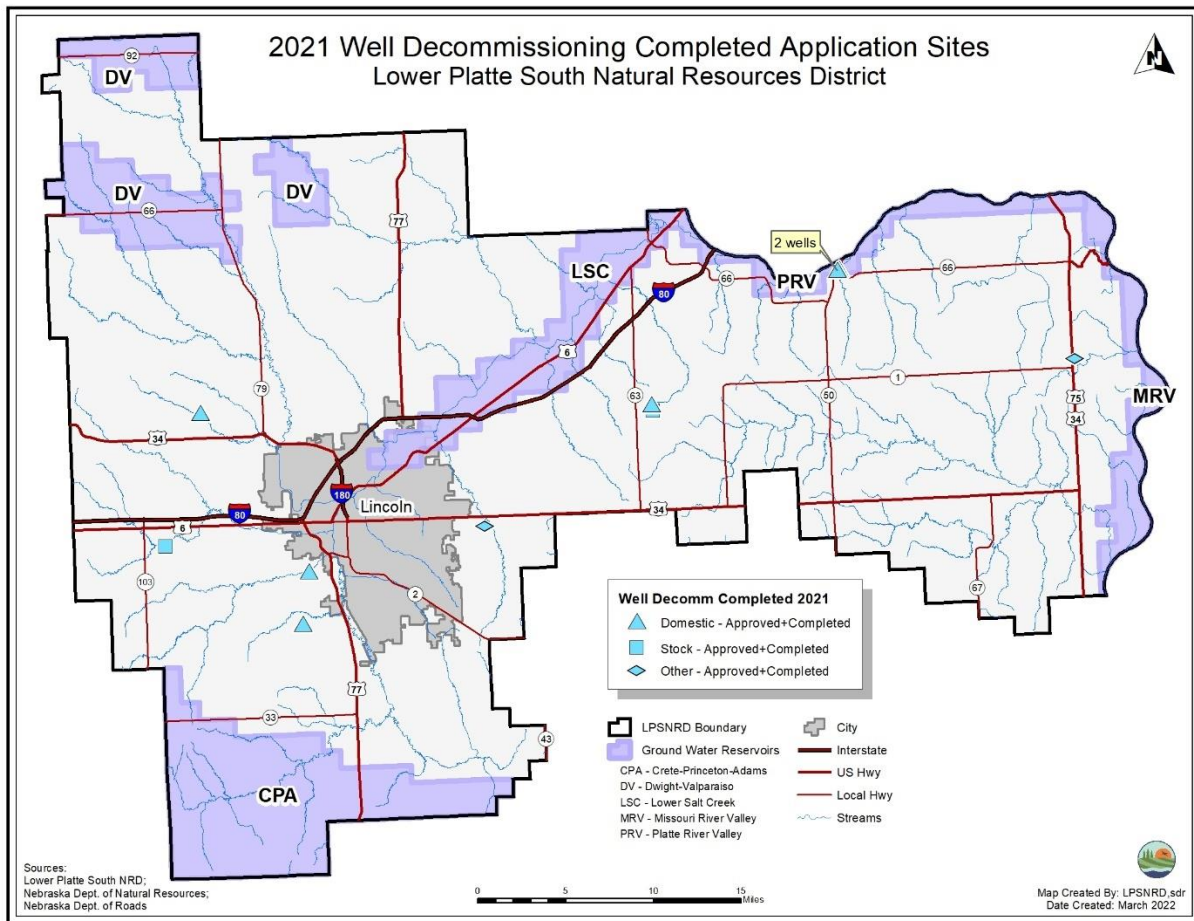 2021 Well Decommissioning Completed Application Sites
Lower Platte South Natural Resources District
N
92
DV
DV
DV
66
77
LSC
2 wells
66
PRV
66
80
6
79
63
1
50
75
34
MRV
34
180
Lincoln
80
6
34
103
2
67
77
33
43
CPA
Well Decomm Completed 2021
Domestic - Approved+Completed
Stock - Approved+Completed
Other - Approved+Completed
LPSNRD Boundary
Ground Water Reservoirs
CPA - Crete-Princeton-Adams
DV - Dwight-Valparaiso
LSC - Lower Salt Creek
MRV - Missouri River Valley
PRV - Platte River Valley
City
Interstate
US Hwy
Local Hwy
Streams
Sources:
Lower Platte South NRD;
Nebraska Dept. of Natural Resources;
Nebraska Dept. of Roads
0 5 10 15
Miles
Map Created By: LPSNRD,sdr
Date Created: March 2022